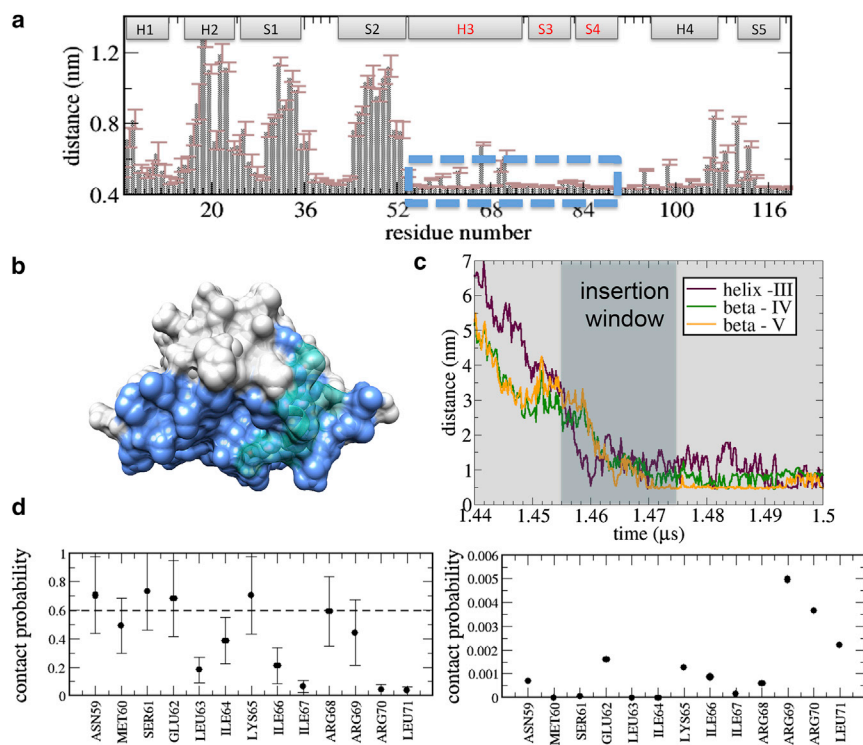 a
H1 H2 S1 S2 H3 S3 S4 H4 S5
1.2
0.8
0.4
distance (nm)
20 36 52 68 84 100 116
residue number
b
c
7
6
5
4
3
2
1
0
distance (nm)
insertion
window
helix -III
beta - IV
beta - V
1.44 1.45 1.46 1.47 1.48 1.49 1.5
time (μs)
d
1
0.8
0.6
0.4
0.2
0
contact probability
ASN59 MET60 SER61 GLU62 LEU63 ILE64 LYS65 ILE66 ILE67 ARG68 ARG69 ARG70 LEU71
0.006
0.005
0.004
0.003
0.002
0.001
0
contact probability
ASN59 MET60 SER61 GLU62 LEU63 ILE64 LYS65 ILE66 ILE67 ARG68 ARG69 ARG70 LEU71